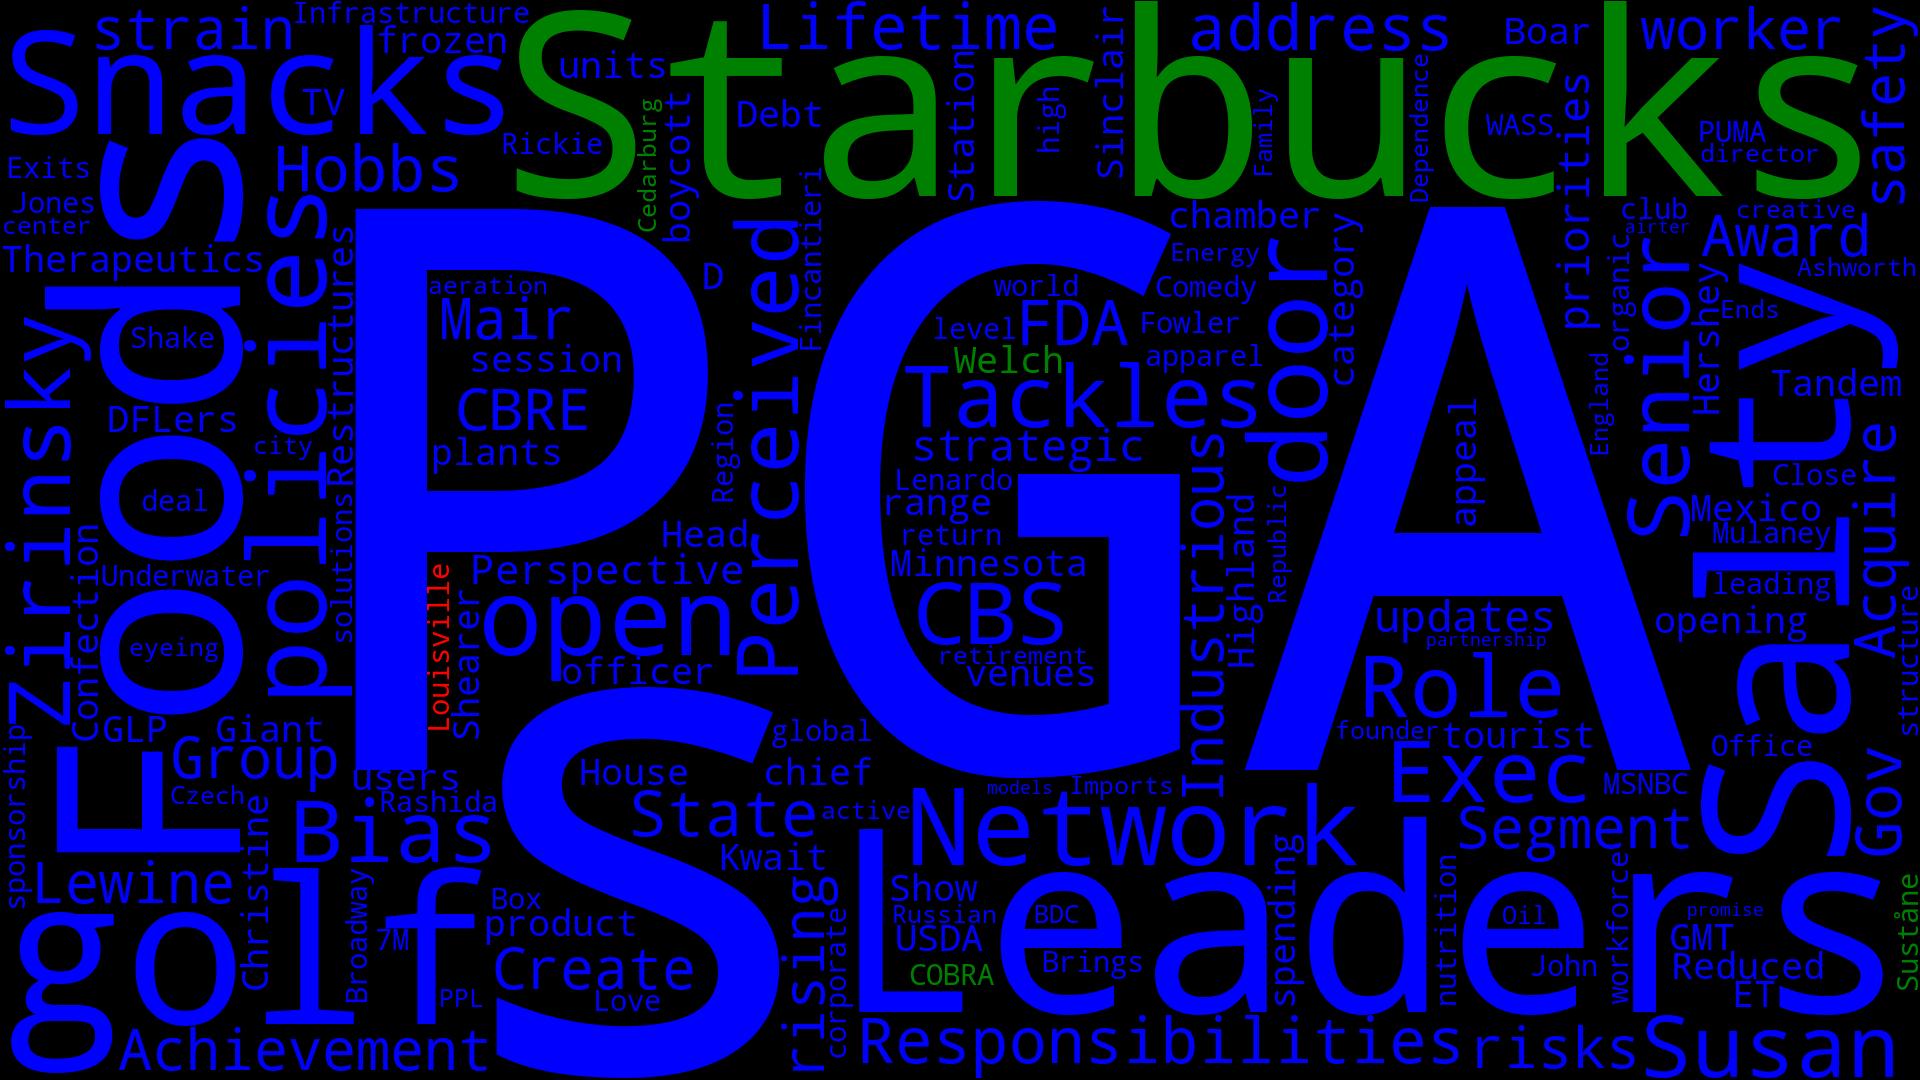 strain
Infrastructure
Snacks
frozen
TV
Starbucks
units
Lifetime
address
Boar
worker
safety
Rickie
Cedarburg
boycott
Debt
Station
high
Sinclair
Family
Dependence
WASS
priorities
PUMA
director
Exits
Jones
center
Therapeutics
Hobbs
policies
Restructures
solutions
Foods
Shake
DFLers
city
deal
Underwater
eyeing
Zirinsky
Confection
PGA
aeration
Mair
session
CBRE
plants
D
Perceived
Fincantieri
Region
chamber
Energy
world
Comedy
FDA
level
Fowler
Welch
apparel
Tackles
strategic
door
category
Lenardo
range
return
Minnesota
CBS
retirement
venues
Industrious
Highland
Republic
appeal
England
organic
club
airter
creative
Award
Ashworth
Senior
Hershey
Ends
Salty
Tandem
Close
Mexico
Mulaney
leading
opening
Acquire
structure
Head
Perspective
open
officer
Louisville
Shearer
updates
partnership
Role
founder
tourist
Exec
MSNBC
Office
Gov
GLP
Giant
Group
Czech
users
Rashida
Bias
sponsorship
Lewine
Christine
Broadway
golf
7M
PPL
Achievement
S
House
chief
global
State
active
Kwait
Box
product
Create
Love
rising
corporate
models
Imports
Network
Segment
Leaders
Show
Russian
BDC
USDA
COBRA
Brings
spending
nutrition
Oil
John
workforce
promise
GMT
Reduced
ET
Suståne
Responsibilities
risks
Susan